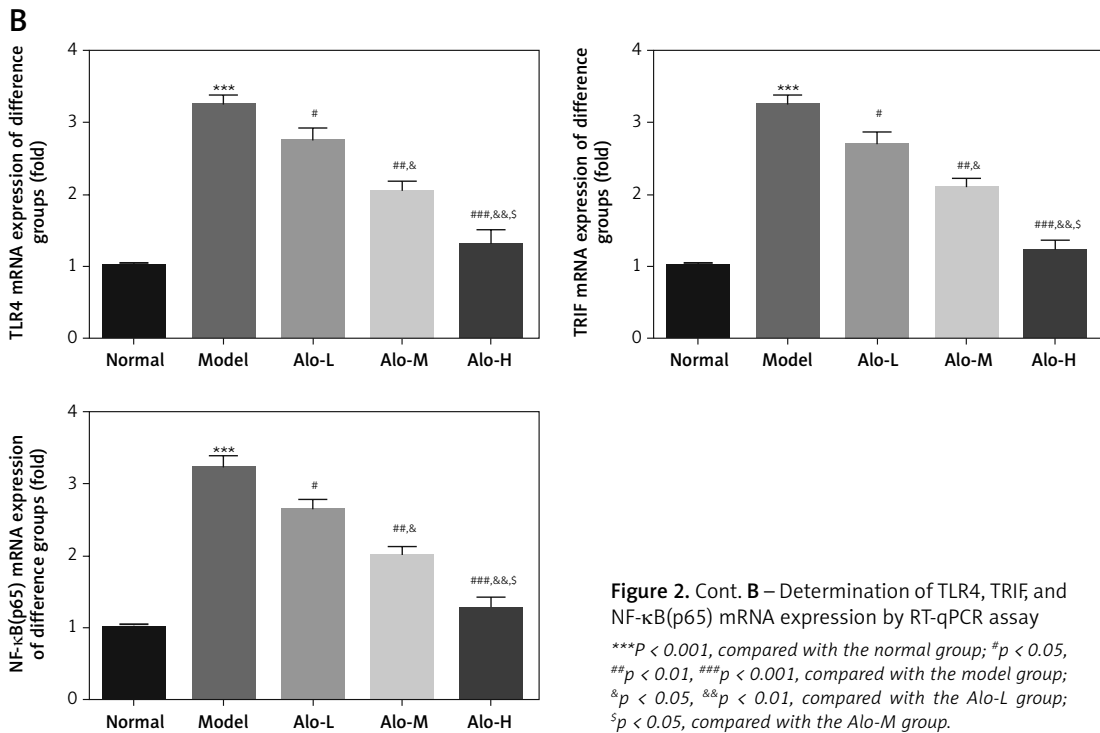 B
TLR4 mRNA expression of difference
groups (fold)
4
3
2
1
0
***
#
##,&
###,&&,$
Normal Model Alo-L Alo-M Alo-H
TRIF mRNA expression of difference
groups (fold)
4
3
2
1
0
***
#
##,&
###,&&,$
Normal Model Alo-L Alo-M Alo-H
NF-κB(p65) mRNA expression
of difference groups (fold)
4
3
2
1
0
***
#
##,&
###,&&,$
Normal Model Alo-L Alo-M Alo-H
Figure 2. Cont. B – Determination of TLR4, TRIF, and
NF-κB(p65) mRNA expression by RT-qPCR assay
***P < 0.001, compared with the normal group; #p < 0.05,
##p < 0.01, ###p < 0.001, compared with the model group;
&p < 0.05, &&p < 0.01, compared with the Alo-L group;
$p < 0.05, compared with the Alo-M group.